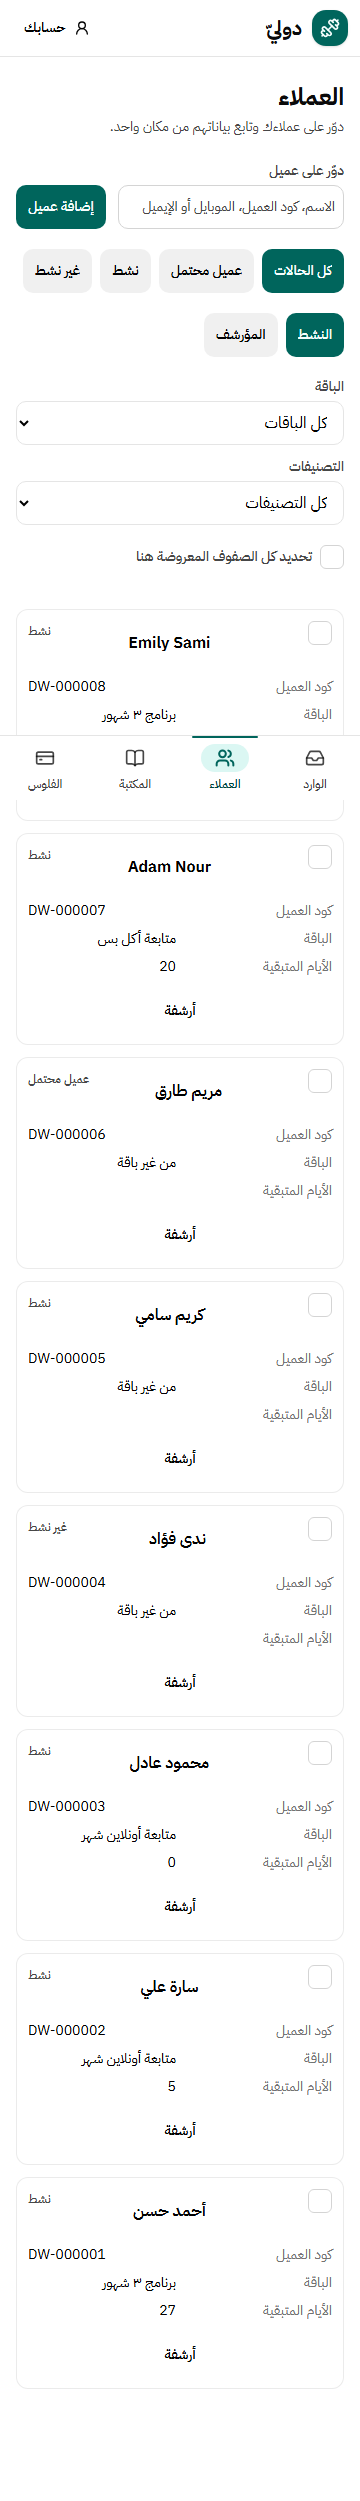 دوليّ
حسابك
العملاء
دوّر على عملاءك وتابع بياناتهم من مكان واحد.
دوّر على عميل
الاسم، كود العميل، الموبايل أو الإيميل
إضافة عميل
كل الحالات
عميل محتمل
نشط
غير نشط
النشط
المؤرشف
الباقة
كل الباقات
التصنيفات
كل التصنيفات
تحديد كل الصفوف المعروضة هنا
Emily Sami
نشط
كود العميل DW-000008
الباقة برنامج ٣ شهور
الوارد
العملاء
المكتبة
الفلوس
Adam Nour
نشط
كود العميل DW-000007
الباقة متابعة أكل بس
الأيام المتبقية 20
أرشفة
مريم طارق
عميل محتمل
كود العميل DW-000006
الباقة من غير باقة
الأيام المتبقية
أرشفة
كريم سامي
نشط
كود العميل DW-000005
الباقة من غير باقة
الأيام المتبقية
أرشفة
ندى فؤاد
غير نشط
كود العميل DW-000004
الباقة من غير باقة
الأيام المتبقية
أرشفة
محمود عادل
نشط
كود العميل DW-000003
الباقة متابعة أونلاين شهر
الأيام المتبقية 0
أرشفة
سارة علي
نشط
كود العميل DW-000002
الباقة متابعة أونلاين شهر
الأيام المتبقية 5
أرشفة
أحمد حسن
نشط
كود العميل DW-000001
الباقة برنامج ٣ شهور
الأيام المتبقية 27
أرشفة